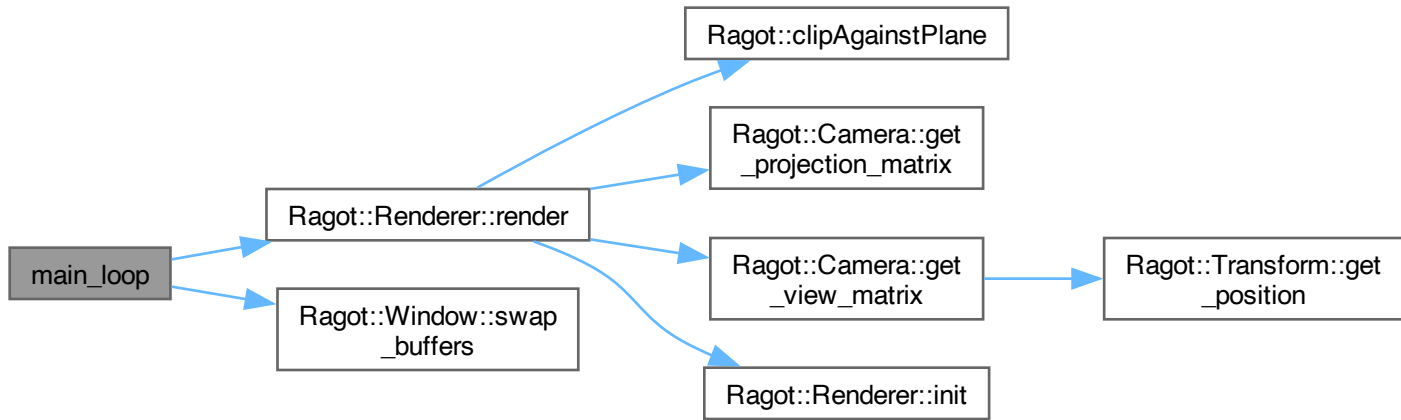 main_loop
Ragot::Renderer::render
Ragot::Window::swap
_buffers
Ragot::clipAgainstPlane
Ragot::Camera::get
_projection_matrix
Ragot::Camera::get
_view_matrix
Ragot::Renderer::init
Ragot::Transform::get
_position